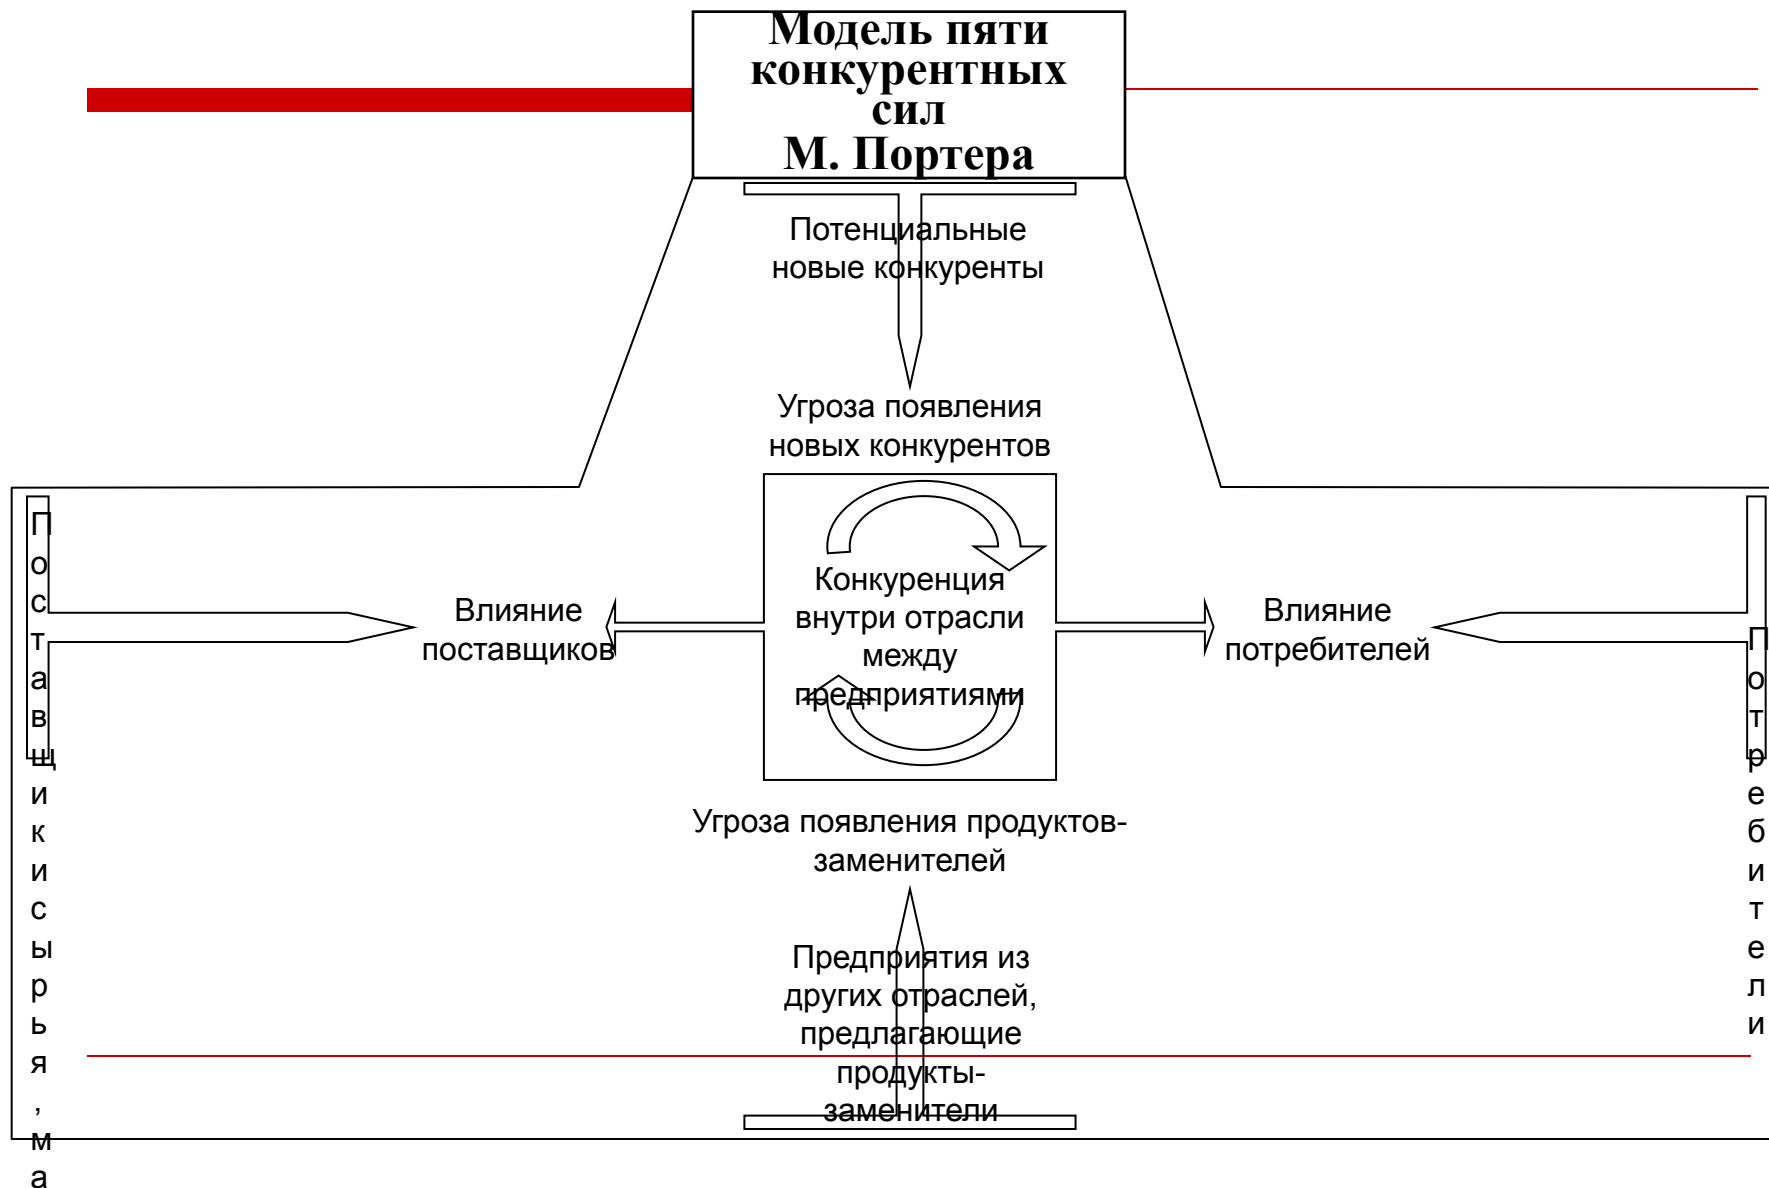 Модель пяти
конкурентных
сил
М. Портера
Потенциальные
новые конкуренты
Угроза появления
новых конкурентов
Поставщики сырья, ма
Влияние
поставщиков
Конкуренция
внутри отрасли
между
предприятиями
Влияние
потребителей
Потребители
Угроза появления продуктов-
заменителей
Предприятия из
других отраслей,
предлагающие
продукты-
заменители